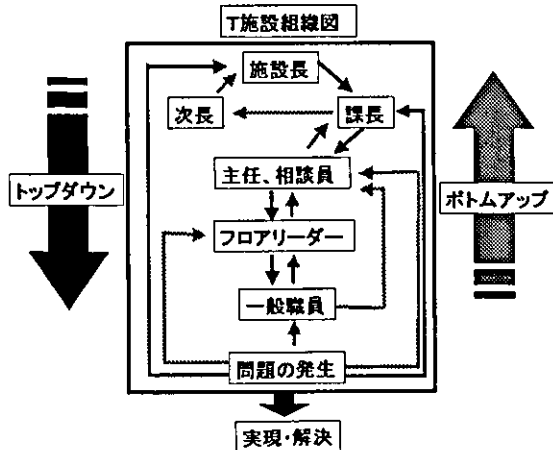 T施設組織図
施設長
次長
課長
主任、相談員
トップダウン
ボトムアップ
フロアリーダー
一般職員
問題の発生
実現・解決